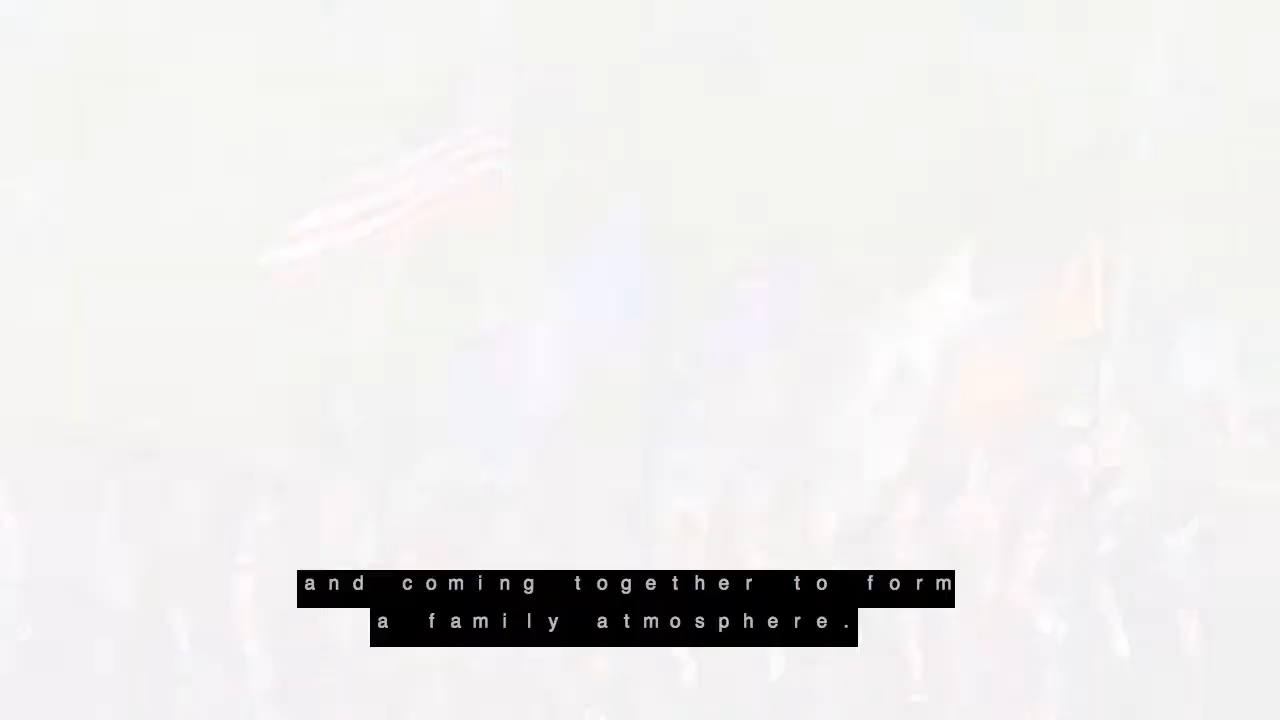 and coming together to form
a family atmosphere.